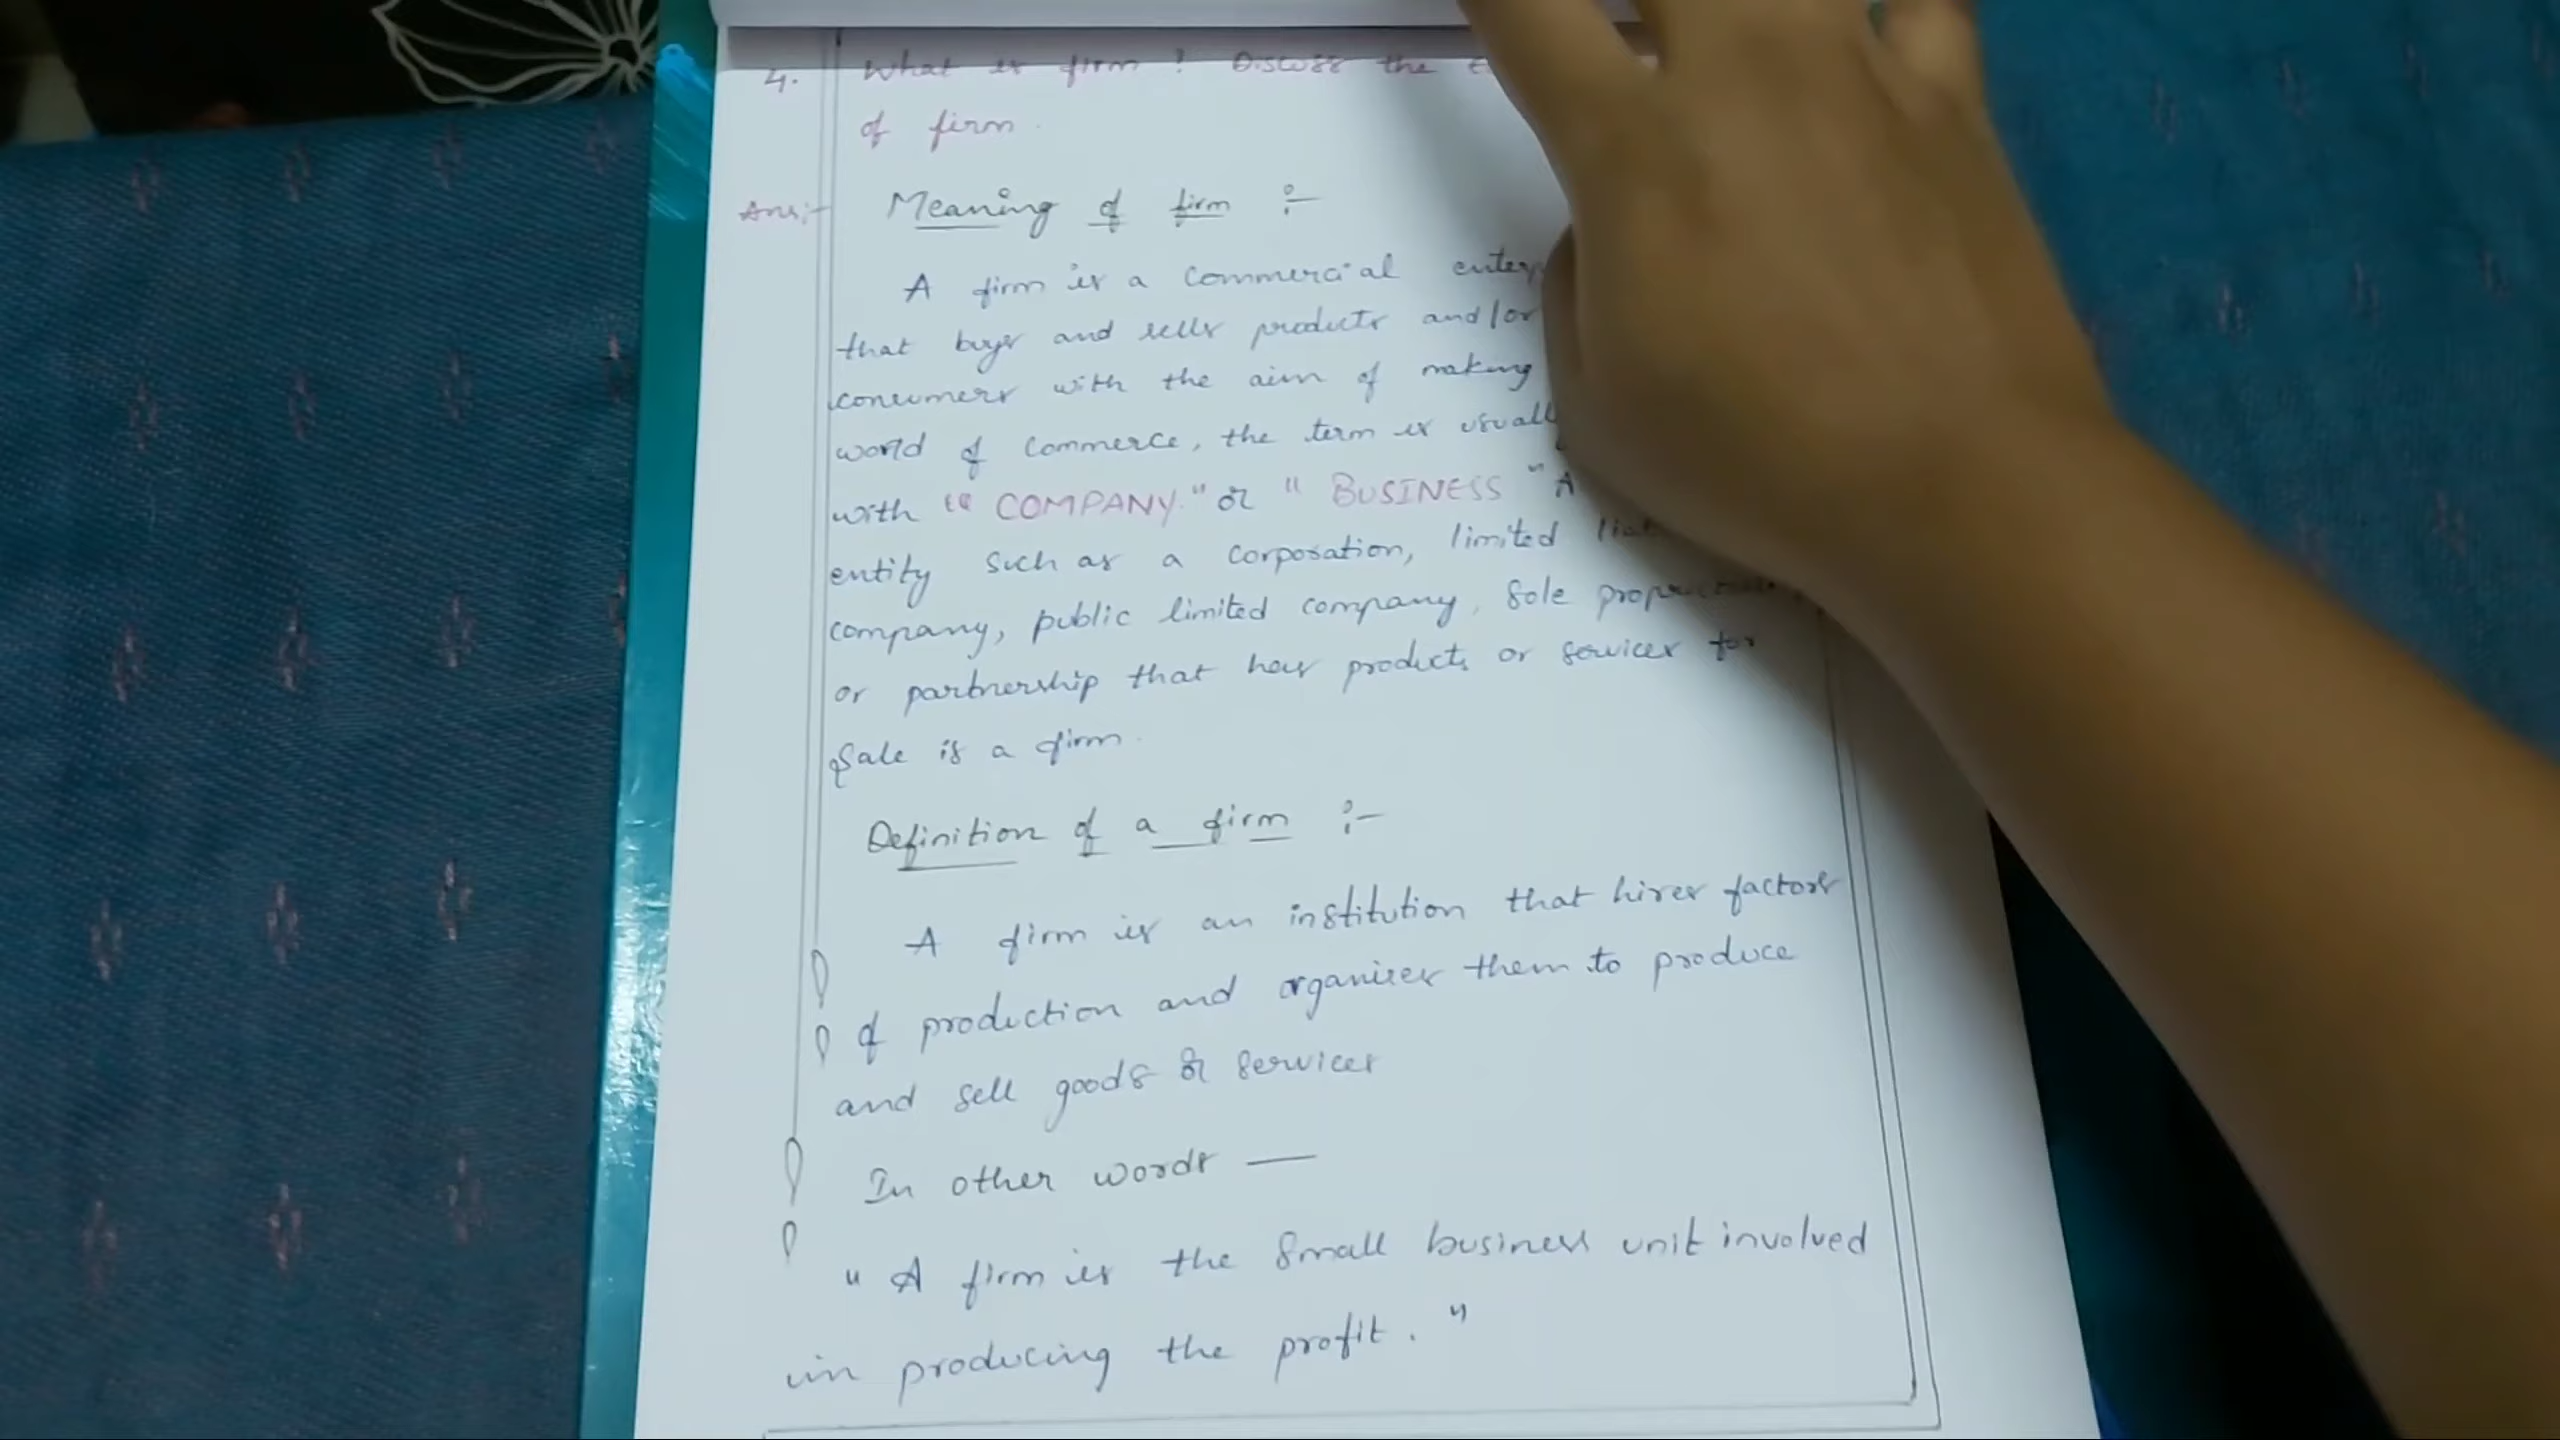 4. What is firm ? Discuss the
of firm.
Ans:- Meaning of firm :-
A firm is a commercial
that buys and sells products and/or
consumers with the aim of making
world of commerce, the term is
with "COMPANY" or "BUSINESS" A
entity such as a corporation, limited
company, public limited company, Sole
or partnership that has products or services for
Sale is a firm.
Definition of a firm :-
A firm is an institution that hires factors
of production and organises them to produce
and sell goods & services
In other words —
" A firm is the Small business unit involved
in producing the profit. "